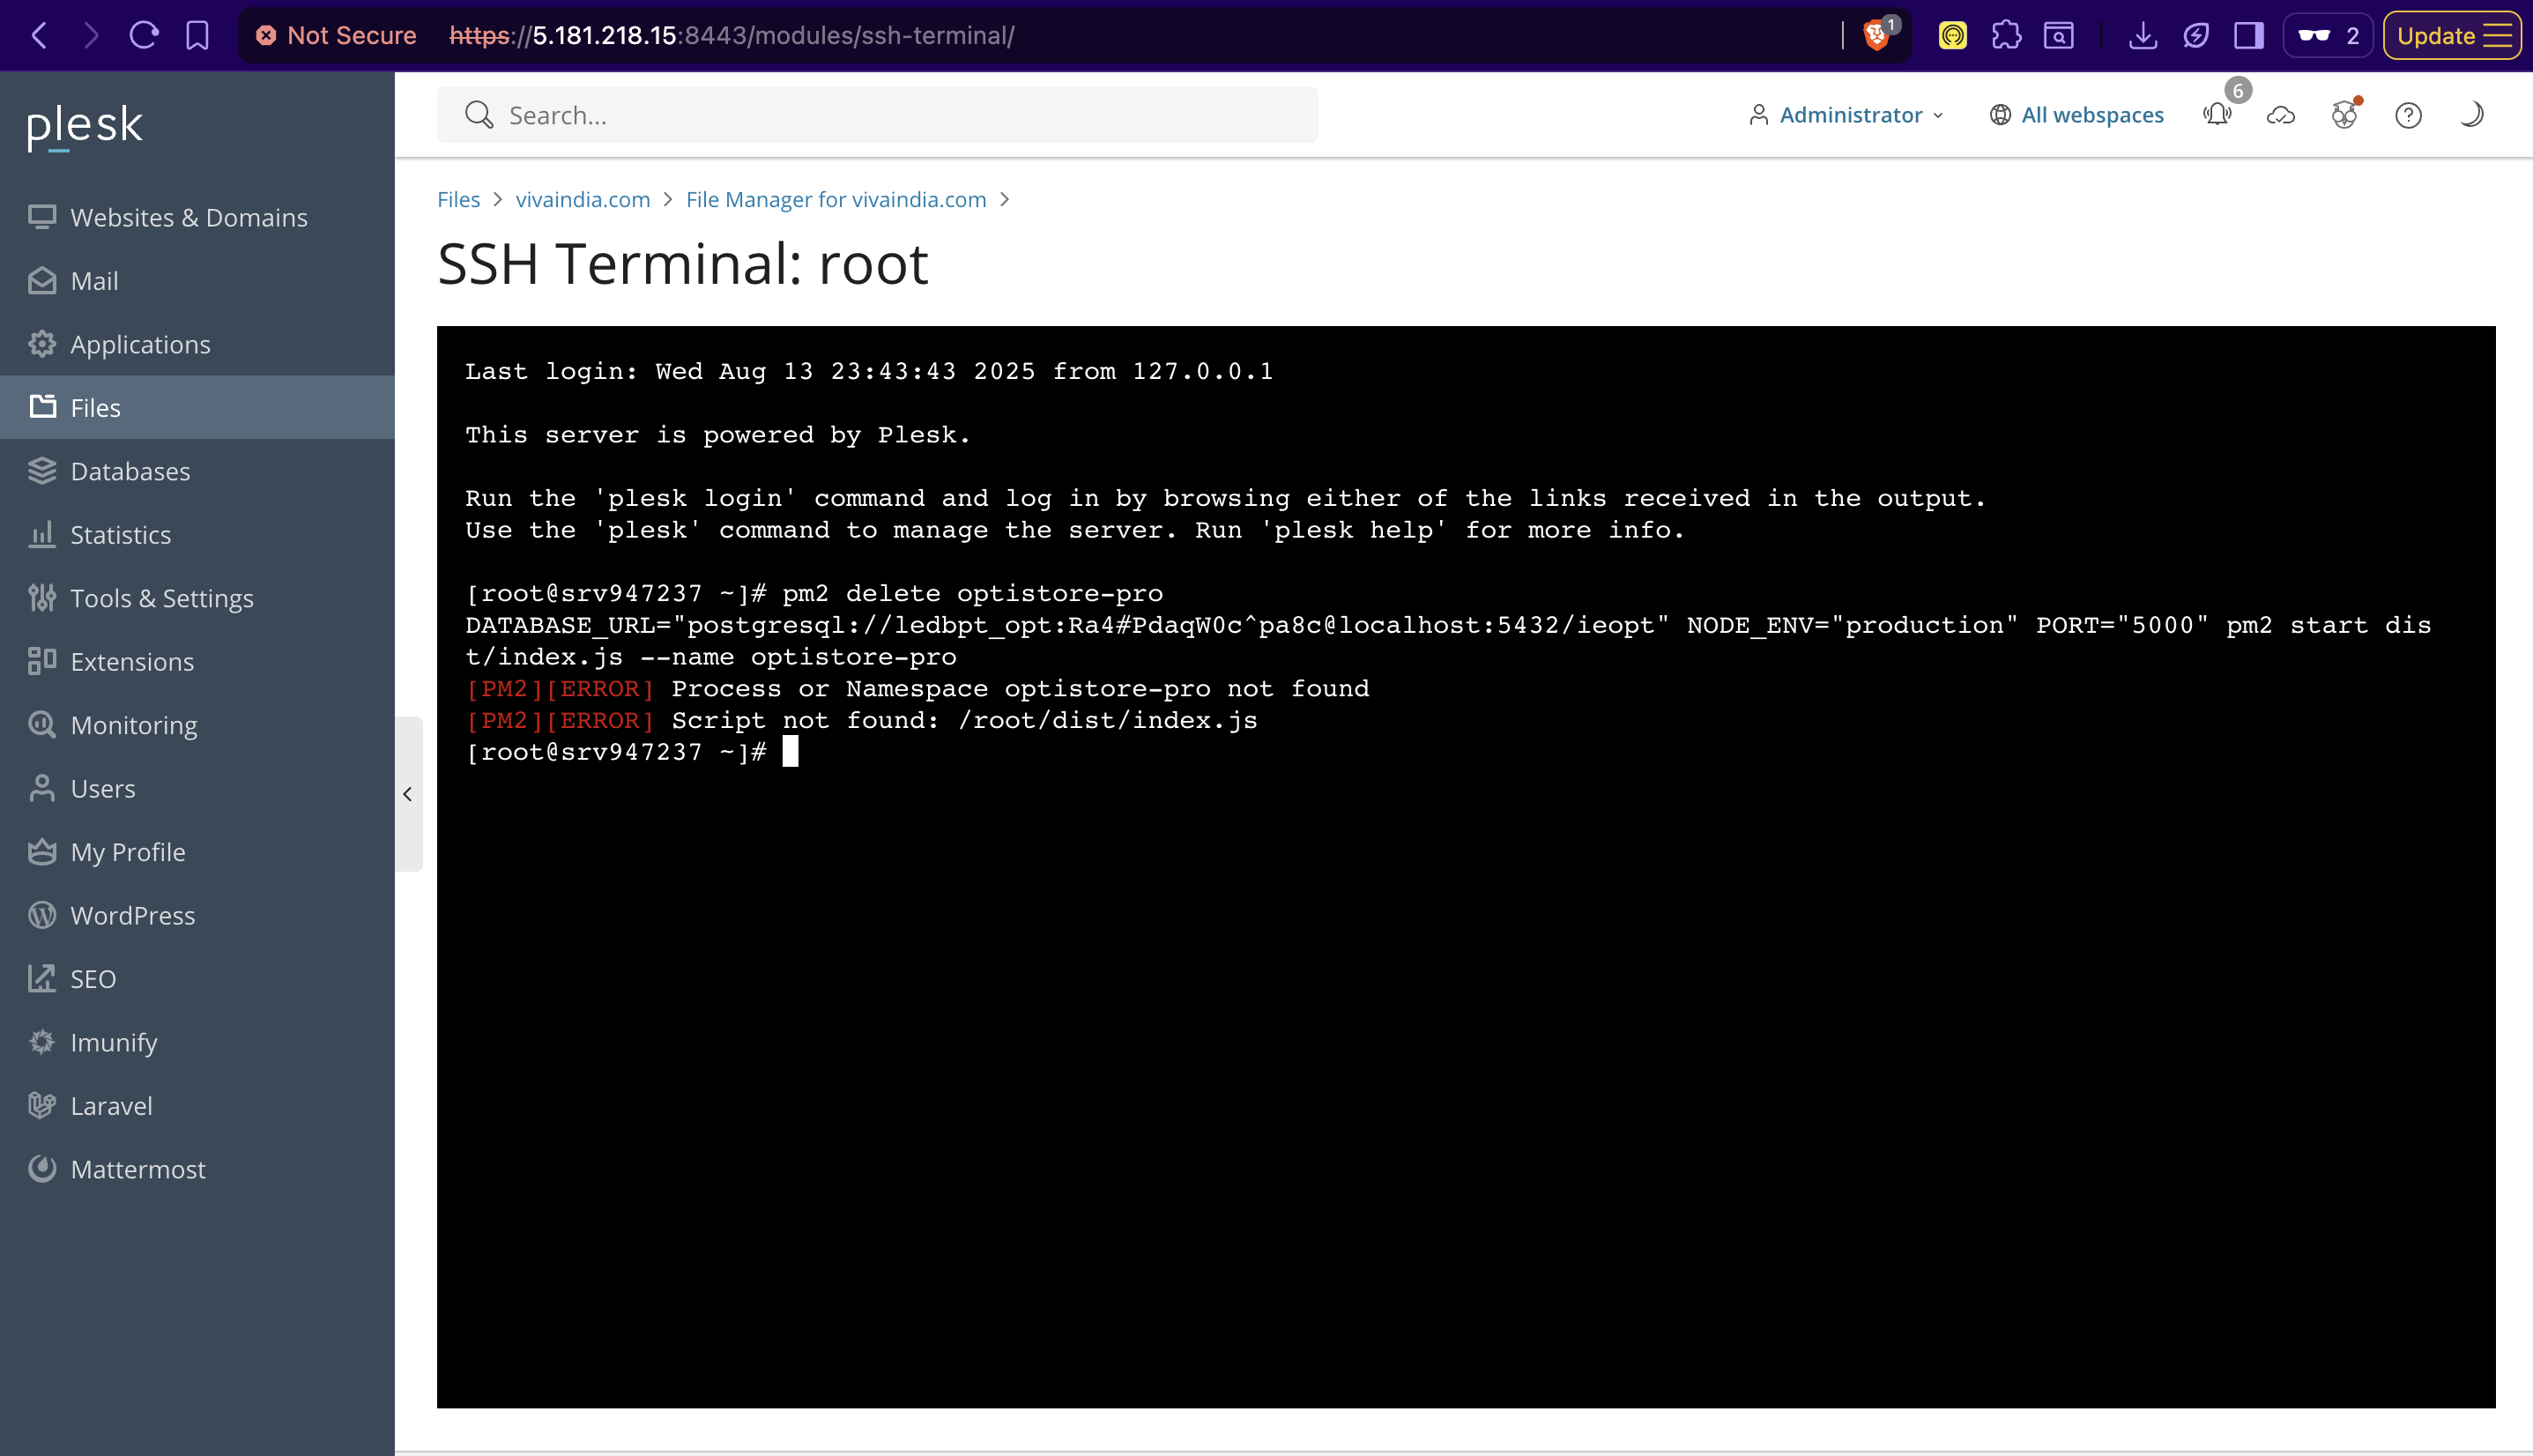 Not Secure https://5.181.218.15:8443/modules/ssh-terminal/ 1 2 Update
plesk
Search...
Administrator
All webspaces
6
Websites & Domains
Mail
Applications
Files
Databases
Statistics
Tools & Settings
Extensions
Monitoring
Users
My Profile
WordPress
SEO
Imunify
Laravel
Mattermost
Files > vivaindia.com > File Manager for vivaindia.com >
SSH Terminal: root
Last login: Wed Aug 13 23:43:43 2025 from 127.0.0.1
This server is powered by Plesk.
Run the 'plesk login' command and log in by browsing either of the links received in the output.
Use the 'plesk' command to manage the server. Run 'plesk help' for more info.
[root@srv947237 ~]# pm2 delete optistore-pro
DATABASE_URL="postgresql://ledbpt_opt:Ra4#PdaqW0c^pa8c@localhost:5432/ieopt" NODE_ENV="production" PORT="5000" pm2 start dis
t/index.js --name optistore-pro
[PM2][ERROR] Process or Namespace optistore-pro not found
[PM2][ERROR] Script not found: /root/dist/index.js
[root@srv947237 ~]#